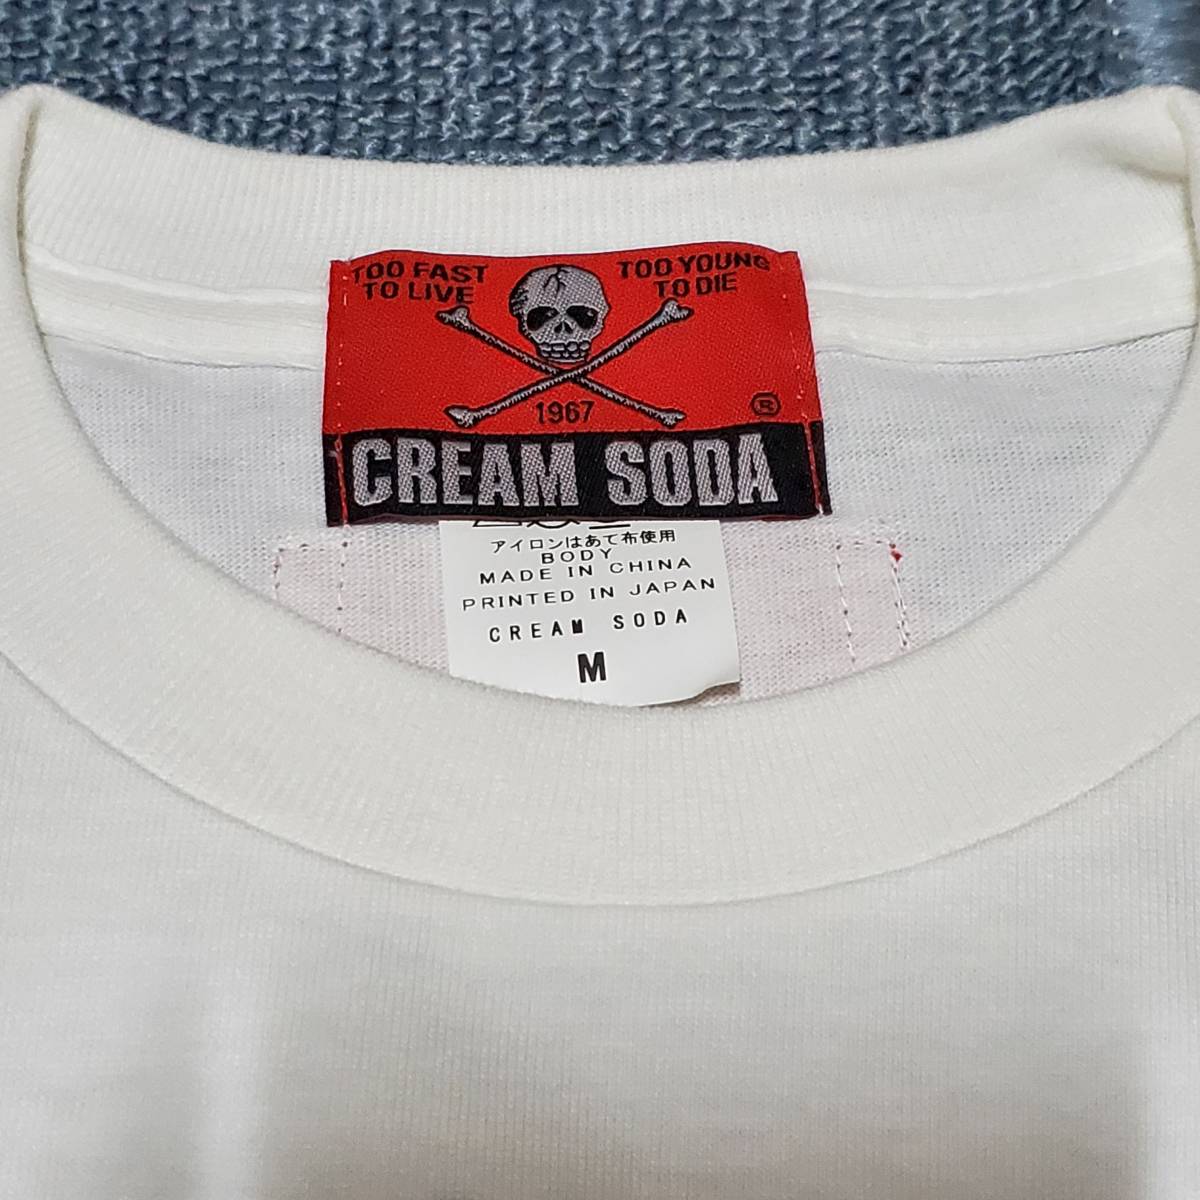 TOO FAST
TO LIVE
TOO YOUNG
TO DIE
1967
®
CREAM SODA
アイロンはあて布使用
BODY
MADE IN CHINA
PRINTED IN JAPAN
CREAM SODA
M